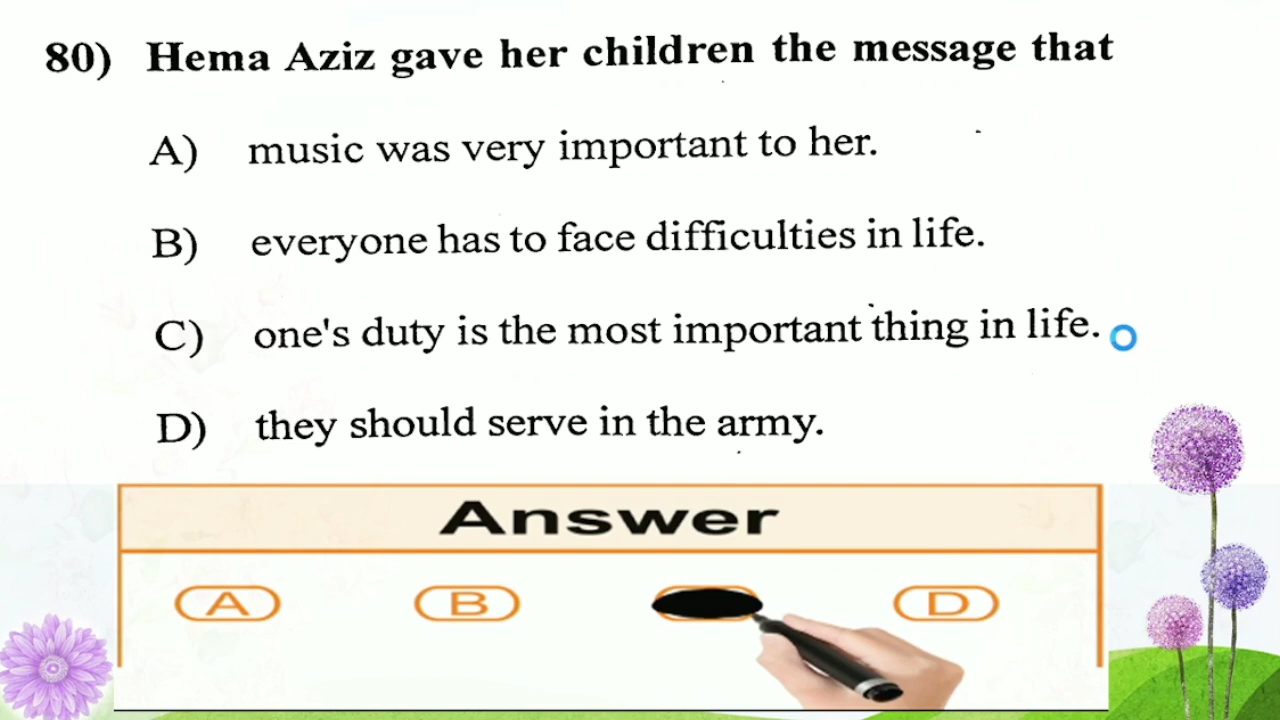 80) Hema Aziz gave her children the message that
A) music was very important to her.
B) everyone has to face difficulties in life.
C) one's duty is the most important thing in life.
D) they should serve in the army.
Answer
A B D